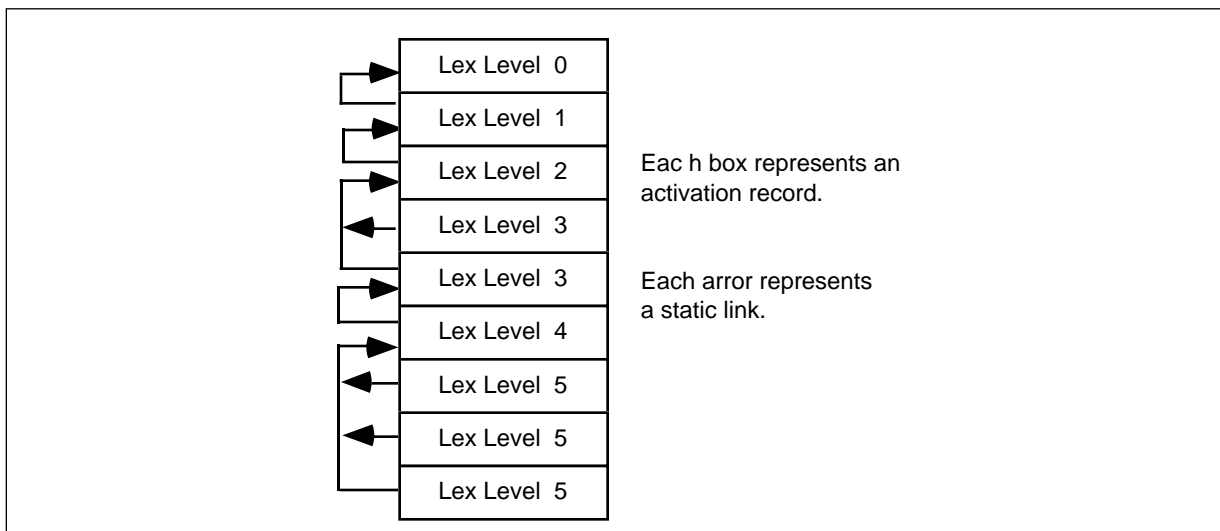 Lex Level 0
Lex Level 1
Lex Level 2
Lex Level 3
Lex Level 3
Lex Level 4
Lex Level 5
Lex Level 5
Lex Level 5
Eac h box represents an
activation record.
Each arror represents
a static link.